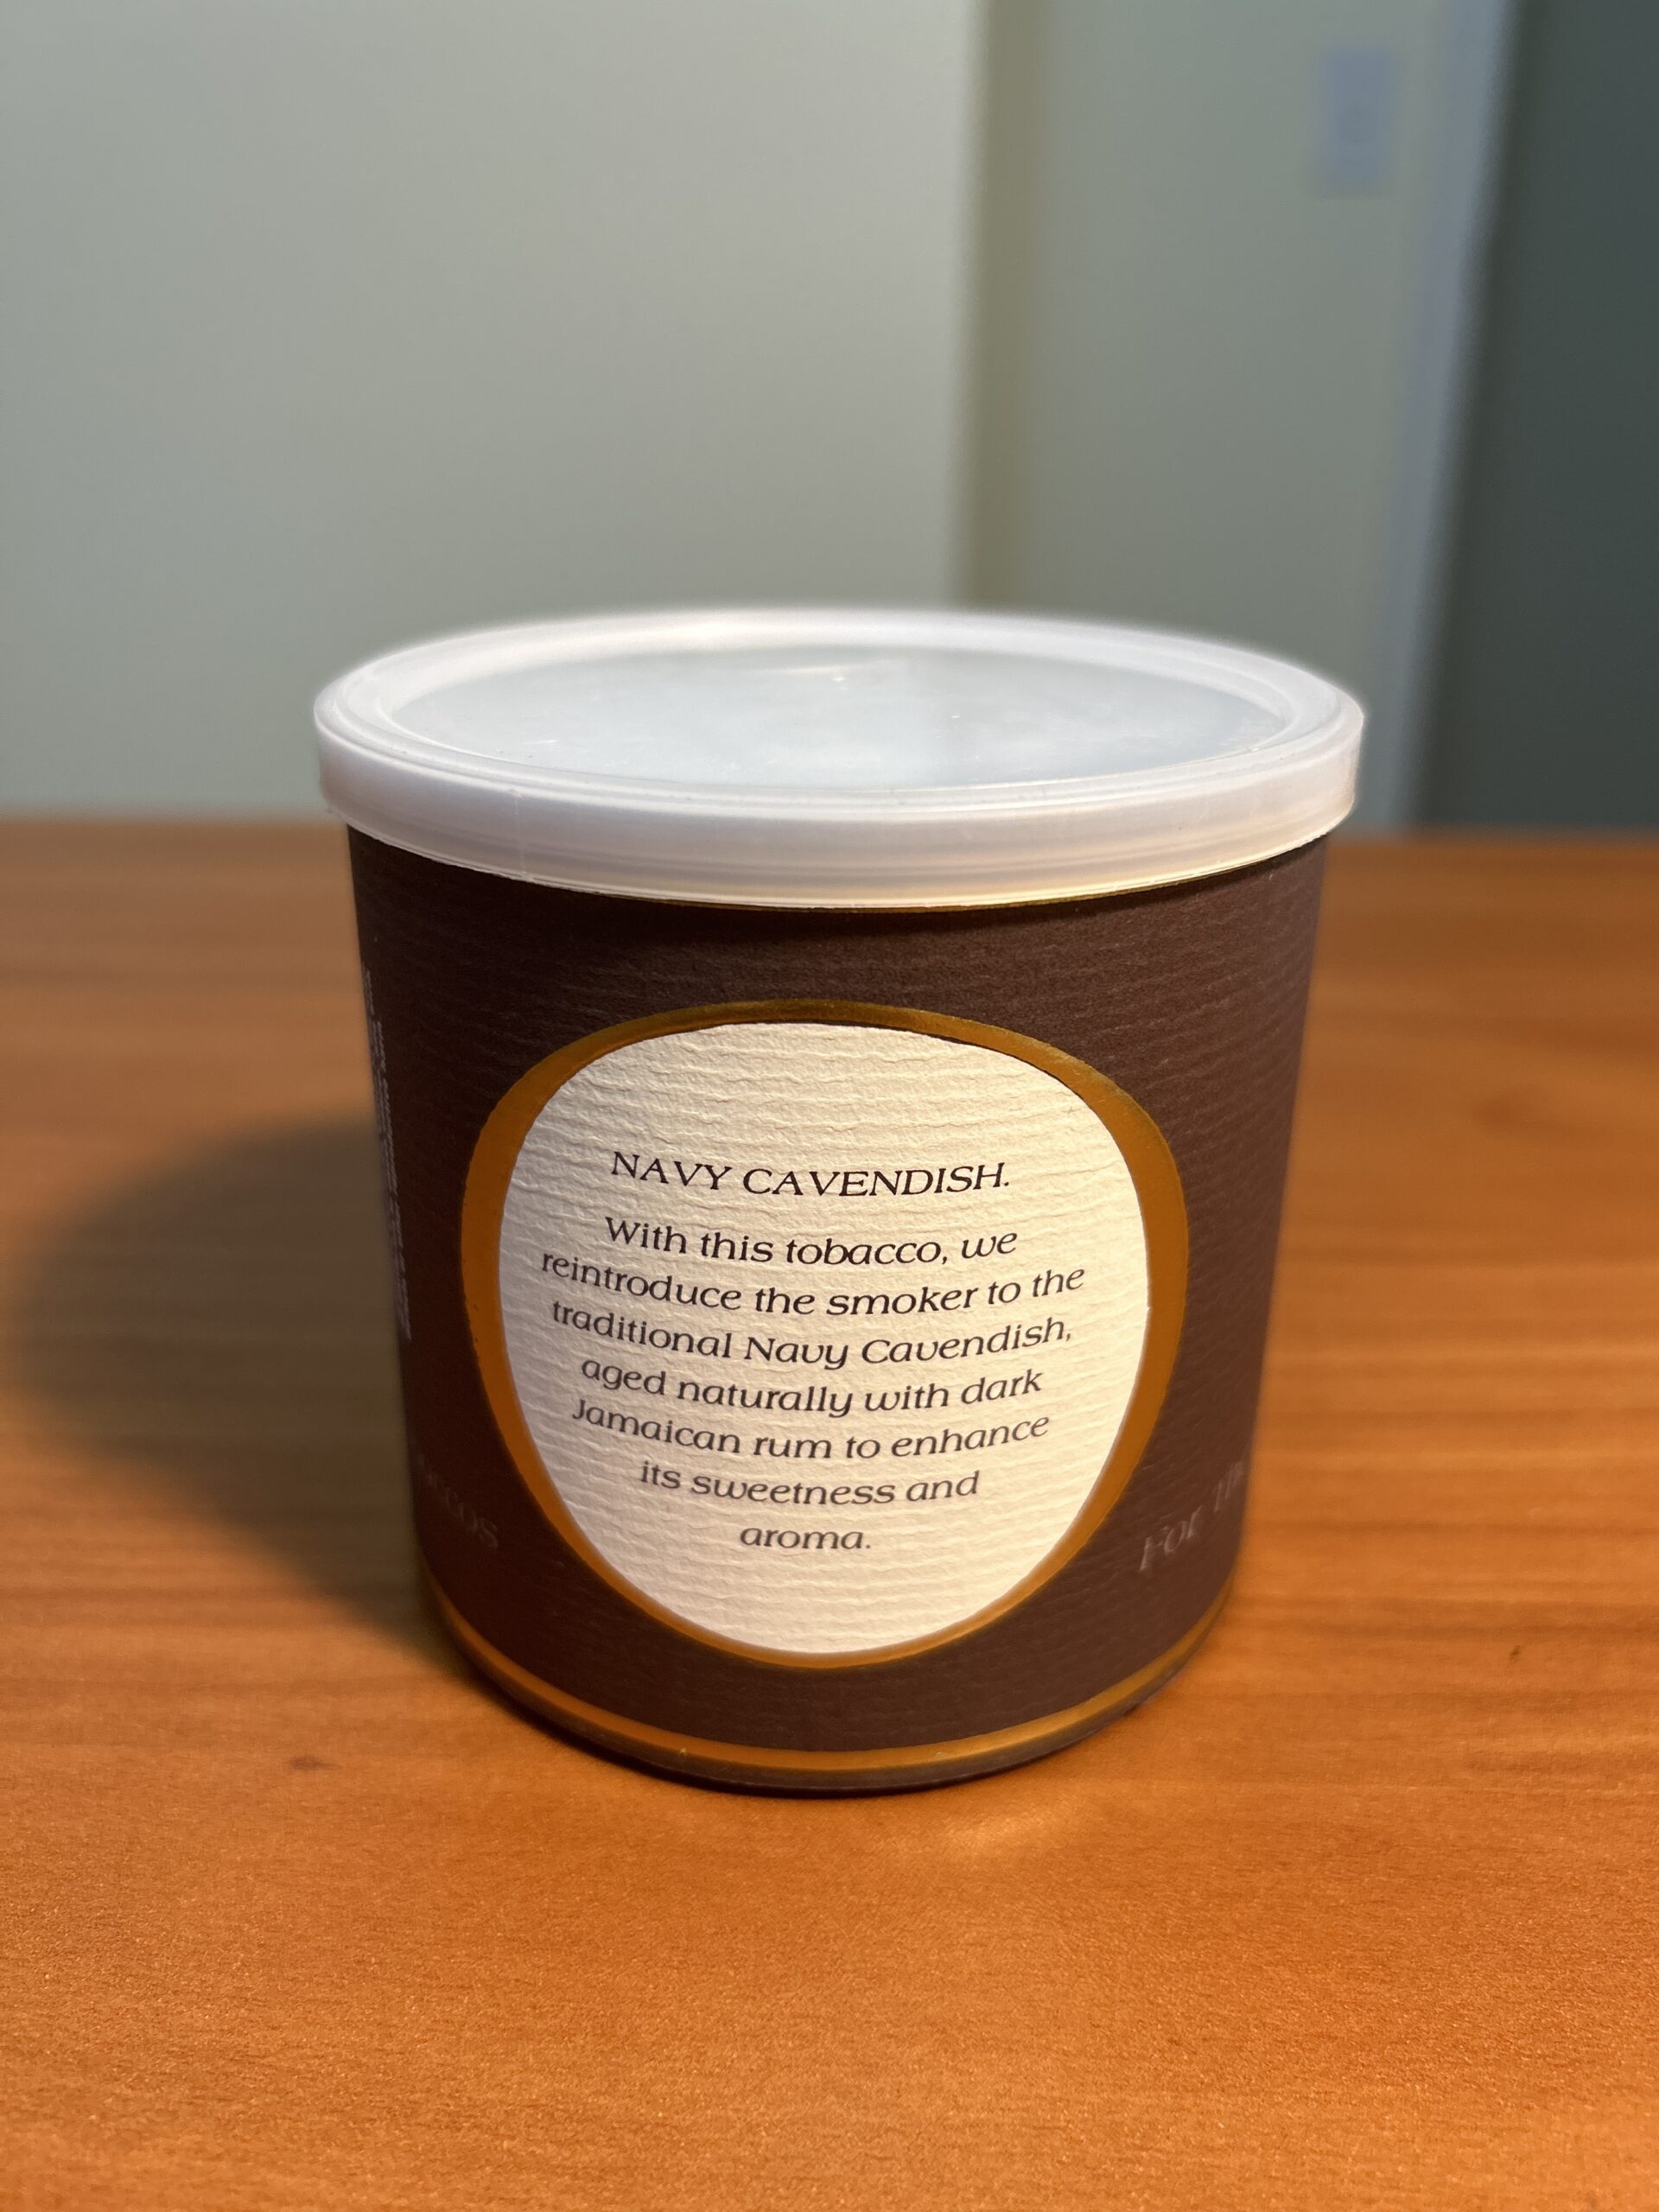 NAVY CAVENDISH.
With this tobacco, we
reintroduce the smoker to the
traditional Navy Cavendish,
aged naturally with dark
Jamaican rum to enhance
its sweetness and
aroma.
For